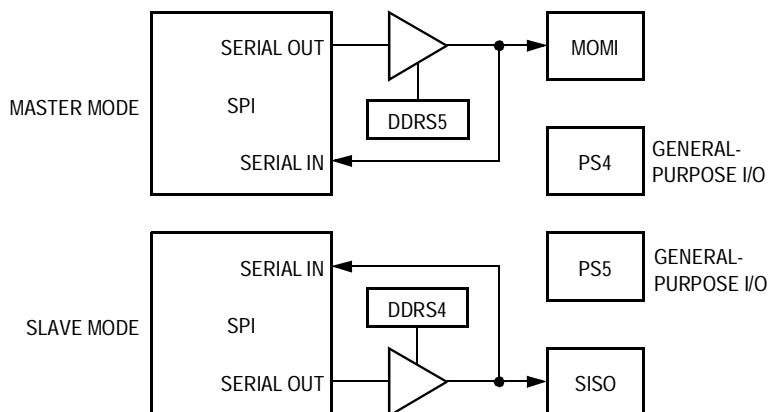 SERIAL OUT
MOMI
MASTER MODE
SPI
DDRS5
SERIAL IN
PS4
GENERAL-
PURPOSE I/O
SERIAL IN
PS5
GENERAL-
PURPOSE I/O
DDRS4
SLAVE MODE
SPI
SERIAL OUT
SISO